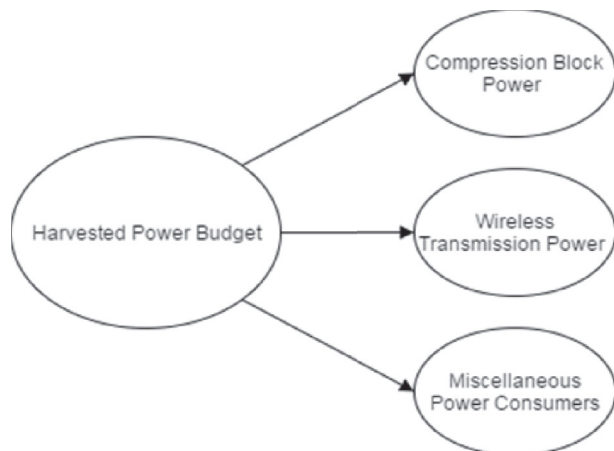 Compression Block
Power
Harvested Power Budget
Wireless
Transmission Power
Miscellaneous
Power Consumers